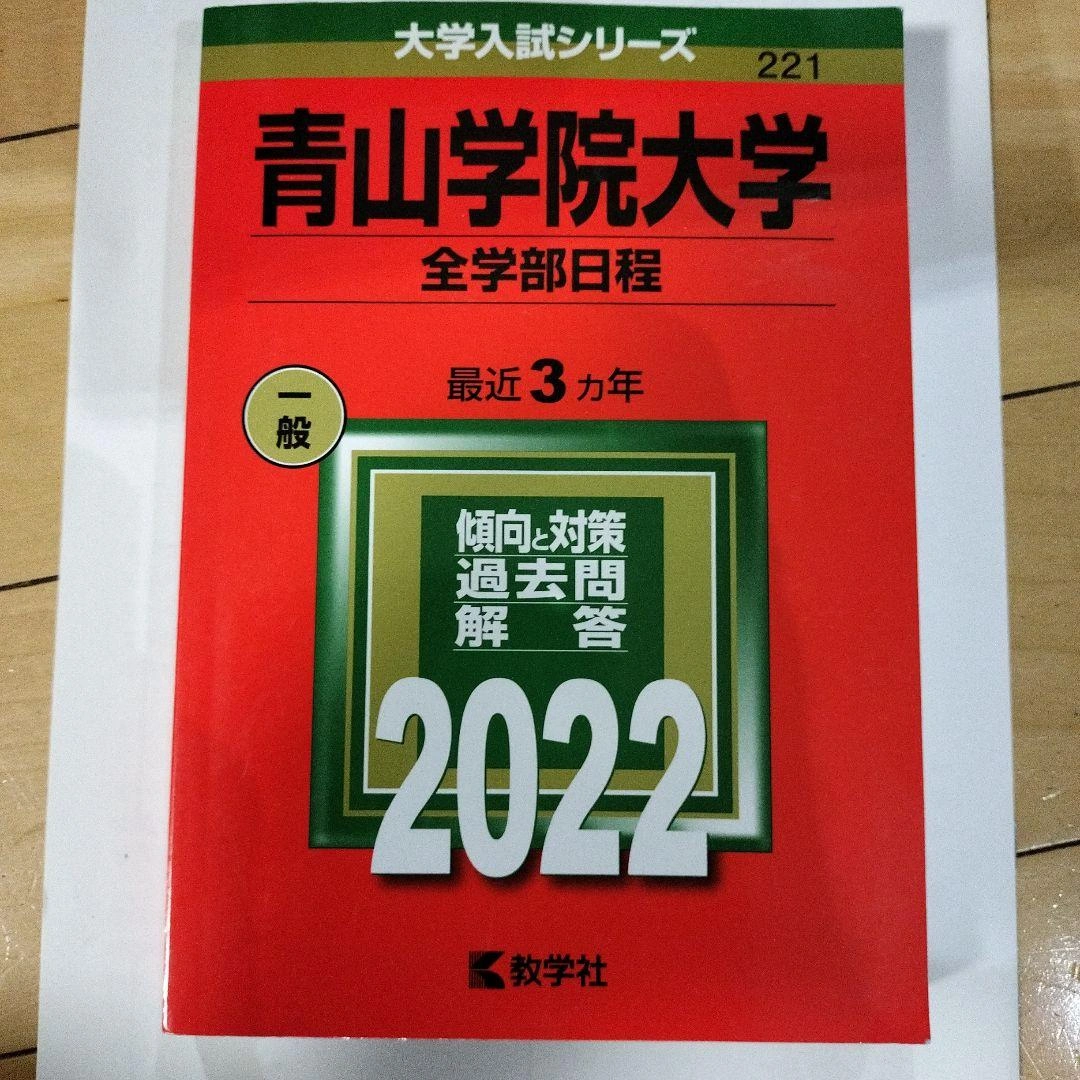 大学入試シリーズ
221
青山学院大学
全学部日程
最近3ヵ年
一般
傾向と対策
過去問
解答
2022
教学社